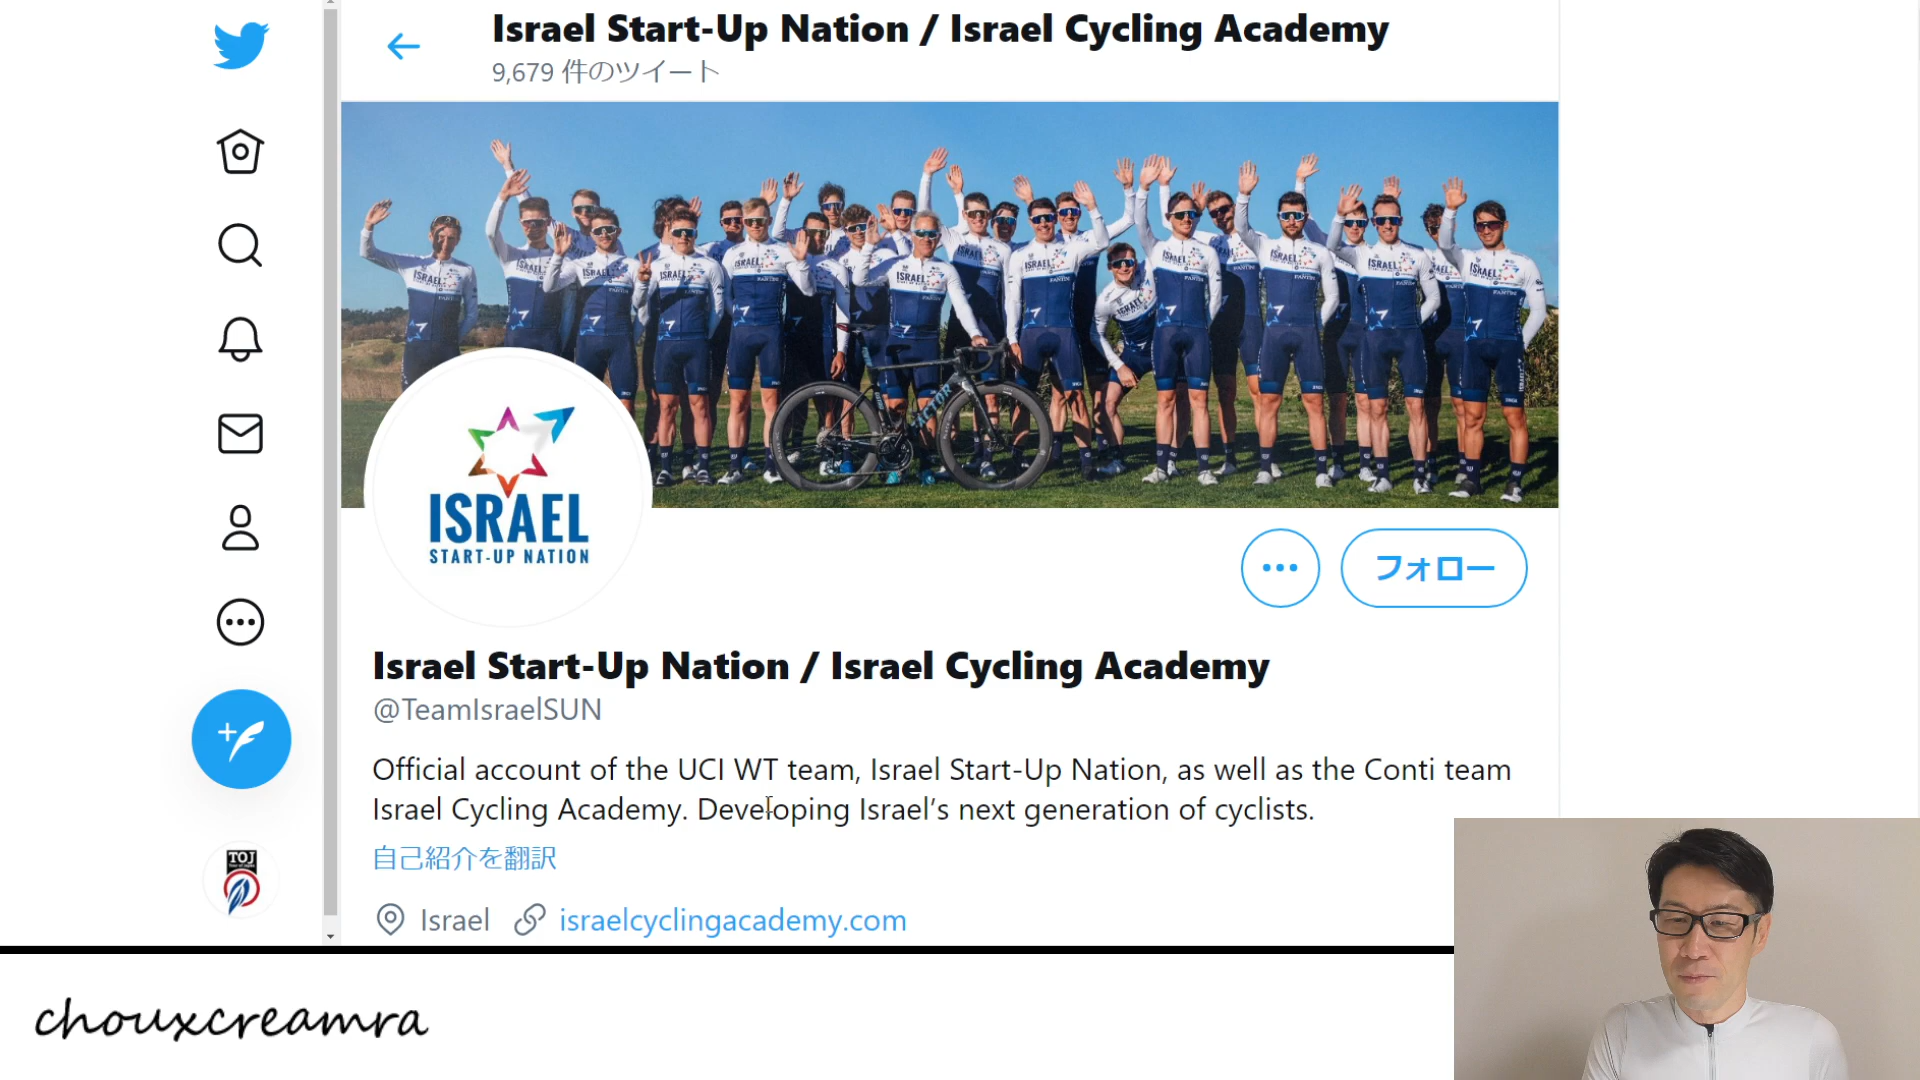 Israel Start-Up Nation / Israel Cycling Academy
9,679 件のツイート
ISRAEL
START-UP NATION
フォロー
Israel Start-Up Nation / Israel Cycling Academy
@TeamIsraelSUN
Official account of the UCI WT team, Israel Start-Up Nation, as well as the Conti team
Israel Cycling Academy. Developing Israel’s next generation of cyclists.
自己紹介を翻訳
TOJ
Israel israelcyclingacademy.com
chouxcreamra